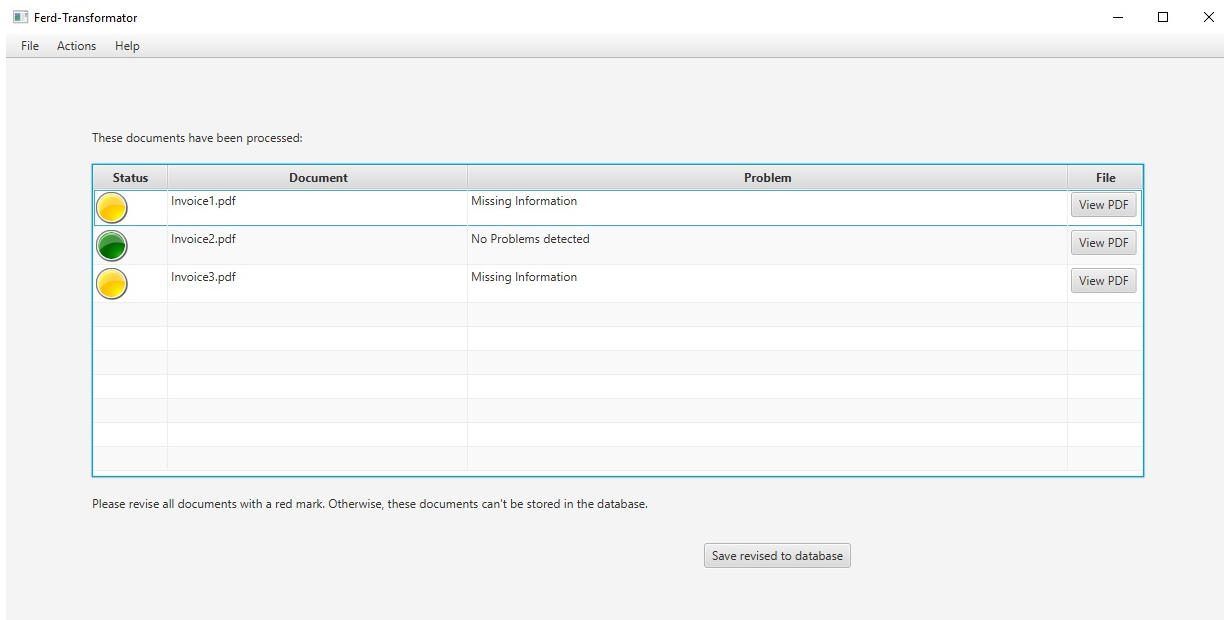 Ferd-Transformator
File Actions Help
These documents have been processed:
Status Document Problem File
Invoice1.pdf Missing Information View PDF
Invoice2.pdf No Problems detected View PDF
Invoice3.pdf Missing Information View PDF
Please revise all documents with a red mark. Otherwise, these documents can't be stored in the database.
Save revised to database